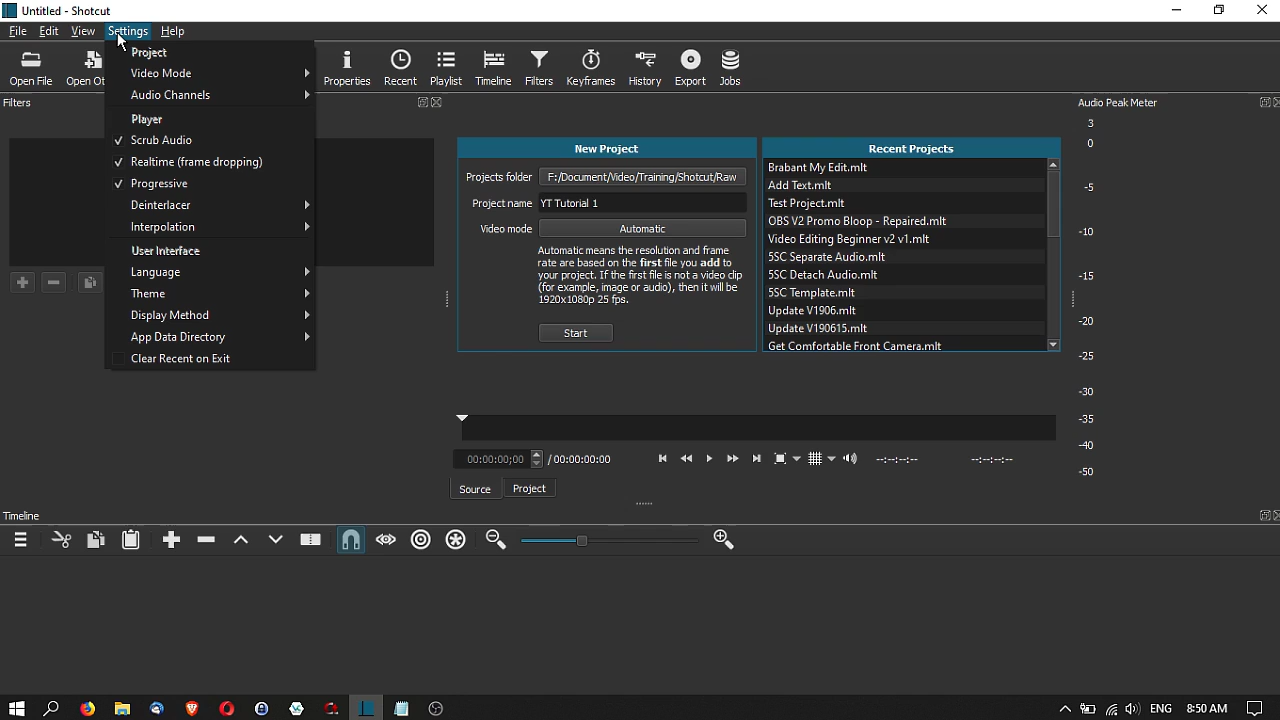 Untitled - Shotcut
File Edit View Settings Help
Open File Open Ot Properties Recent Playlist Timeline Filters Keyframes History Export Jobs
Project
Video Mode
Audio Channels
Player
Scrub Audio
Realtime (frame dropping)
Progressive
Deinterlacer
Interpolation
User Interface
Language
Theme
Display Method
App Data Directory
Clear Recent on Exit
Filters
New Project
Projects folder F:/Document/Video/Training/Shotcut/Raw
Project name YT Tutorial 1
Video mode Automatic
Automatic means the resolution and frame
rate are based on the first file you add to
your project. If the first file is not a video clip
(for example, image or audio), then it will be
1920x1080p 25 fps.
Start
Recent Projects
Brabant My Edit.mlt
Add Text.mlt
Test Project.mlt
OBS V2 Promo Bloop - Repaired.mlt
Video Editing Beginner v2 v1.mlt
5SC Separate Audio.mlt
5SC Detach Audio.mlt
5SC Template.mlt
Update V1906.mlt
Update V190615.mlt
Get Comfortable Front Camera.mlt
Audio Peak Meter
3
0
-5
-10
-15
-20
-25
-30
-35
-40
-50
00:00:00;00 / 00:00:00:00 --:--:--:-- --:--:--:--
Source Project
Timeline
ENG 8:50 AM